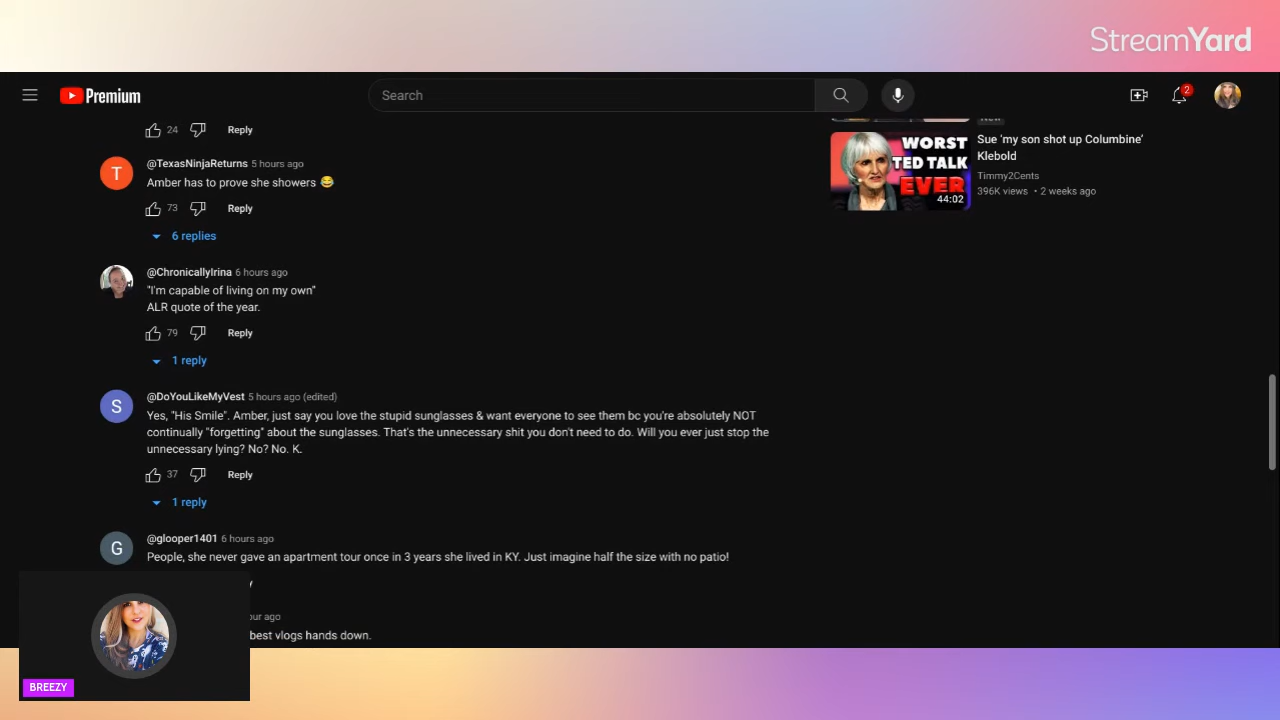 StreamYard
Premium
Search
2
24
Reply
T
@TexasNinjaReturns 5 hours ago
Amber has to prove she showers 😂
73
Reply
6 replies
@ChronicallyIrina 6 hours ago
"I'm capable of living on my own"
ALR quote of the year.
79
Reply
1 reply
S
@DoYouLikeMyVest 5 hours ago (edited)
Yes, "His Smile". Amber, just say you love the stupid sunglasses & want everyone to see them bc you're absolutely NOT
continually "forgetting" about the sunglasses. That's the unnecessary shit you don't need to do. Will you ever just stop the
unnecessary lying? No? No. K.
37
Reply
1 reply
G
@glooper1401 6 hours ago
People, she never gave an apartment tour once in 3 years she lived in KY. Just imagine half the size with no patio!
ago
best vlogs hands down.
BREEZY
New
WORST
TED TALK
EVER
44:02
Sue 'my son shot up Columbine'
Klebold
Timmy2Cents
396K views • 2 weeks ago